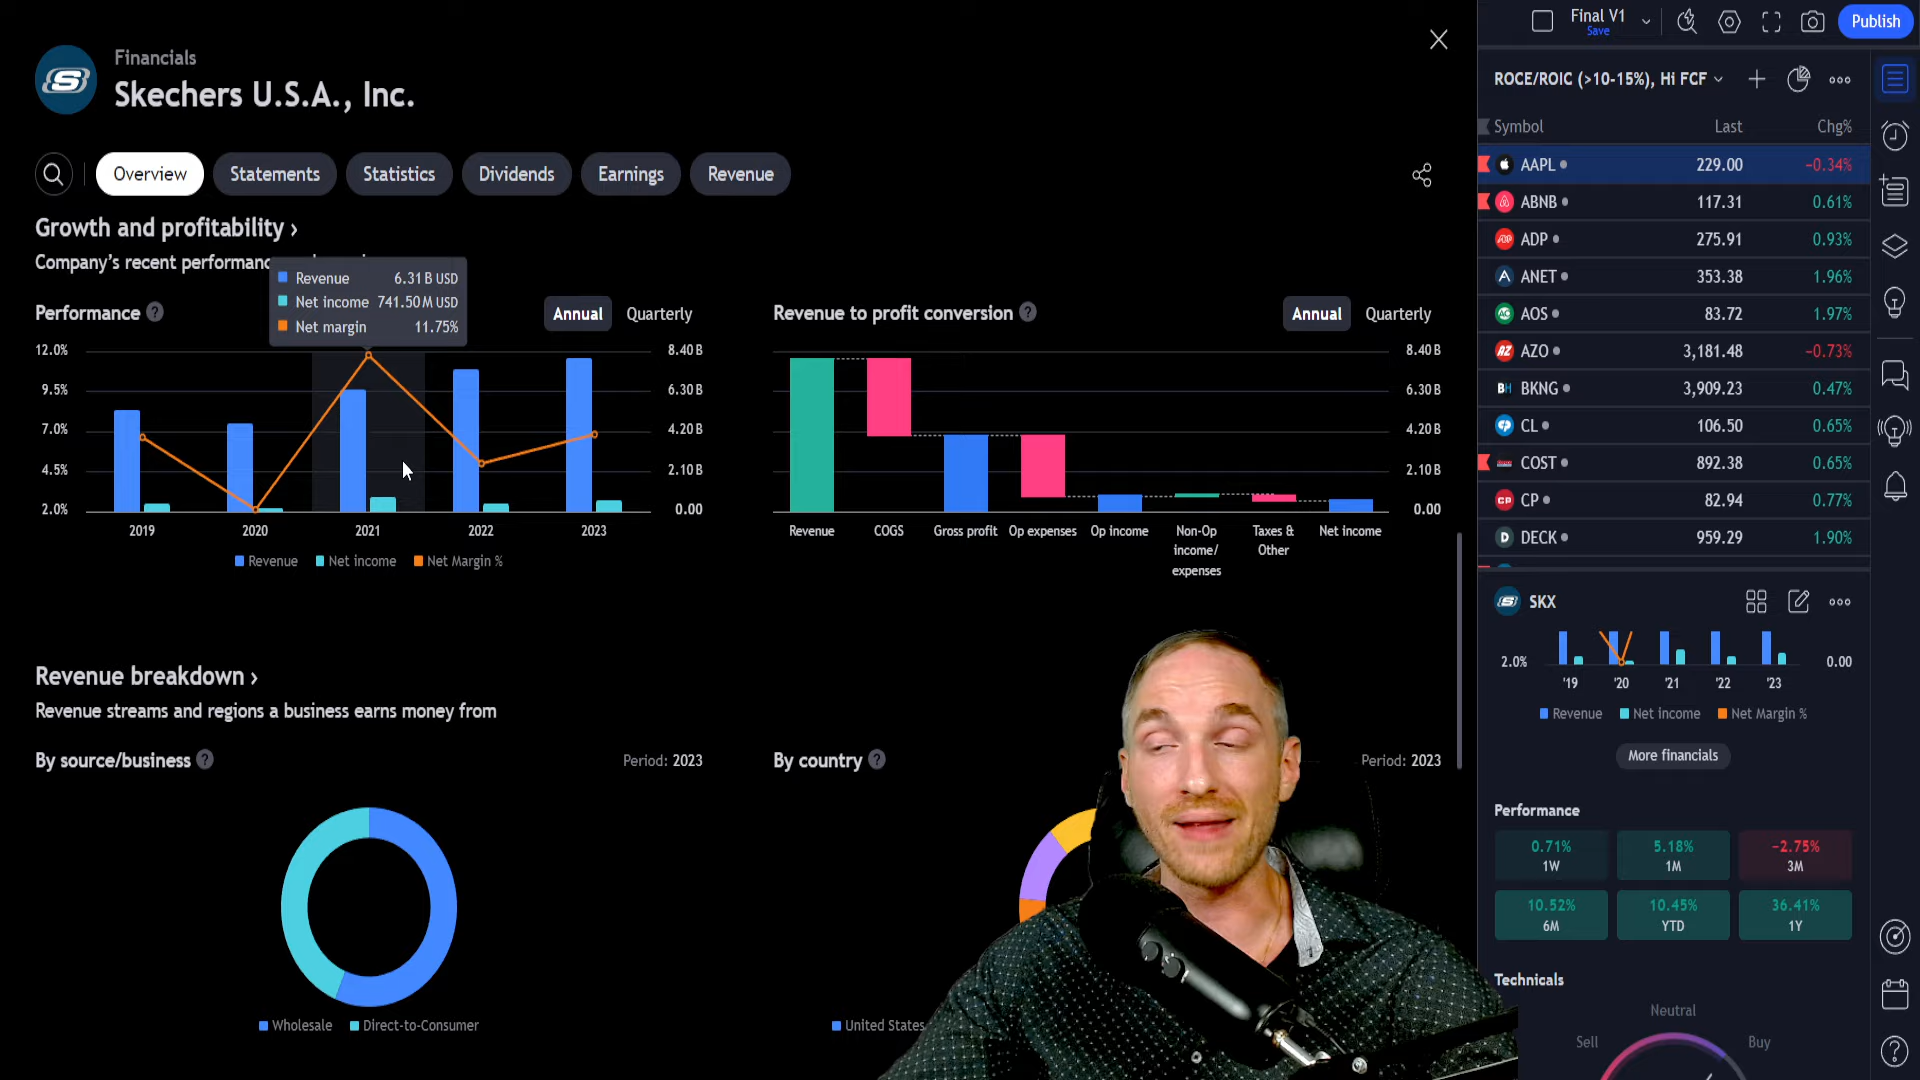 Financials
Skechers U.S.A., Inc.
Overview
Statements
Statistics
Dividends
Earnings
Revenue
Growth and profitability ›
Company's recent performance
Revenue 6.31 B USD
Net income 741.50 M USD
Net margin 11.75%
Performance ?
Annual Quarterly
12.0% 8.40 B
9.5% 6.30 B
7.0% 4.20 B
4.5% 2.10 B
2.0% 0.00
2019 2020 2021 2022 2023
Revenue Net income Net Margin %
Revenue to profit conversion ?
Annual Quarterly
8.40 B
6.30 B
4.20 B
2.10 B
0.00
Revenue COGS Gross profit Op expenses Op income Non-Op income/ expenses Taxes & Other Net income
Revenue breakdown ›
Revenue streams and regions a business earns money from
By source/business ? Period: 2023
Wholesale Direct-to-Consumer
By country ? Period: 2023
United States
Final V1
Save
Publish
ROCE/ROIC (>10-15%), Hi FCF
Symbol Last Chg%
AAPL 229.00 −0.34%
ABNB 117.31 0.61%
ADP 275.91 0.93%
ANET 353.38 1.96%
AOS 83.72 1.97%
AZO 3,181.48 −0.73%
BKNG 3,909.23 0.47%
CL 106.50 0.65%
COST 892.38 0.65%
CP 82.94 0.77%
DECK 959.29 1.90%
SKX
2.0% 0.00
'19 '20 '21 '22 '23
Revenue Net income Net Margin %
More financials
Performance
0.71% 5.18% −2.75%
1W 1M 3M
10.52% 10.45% 36.41%
6M YTD 1Y
Technicals
Neutral
Sell Buy